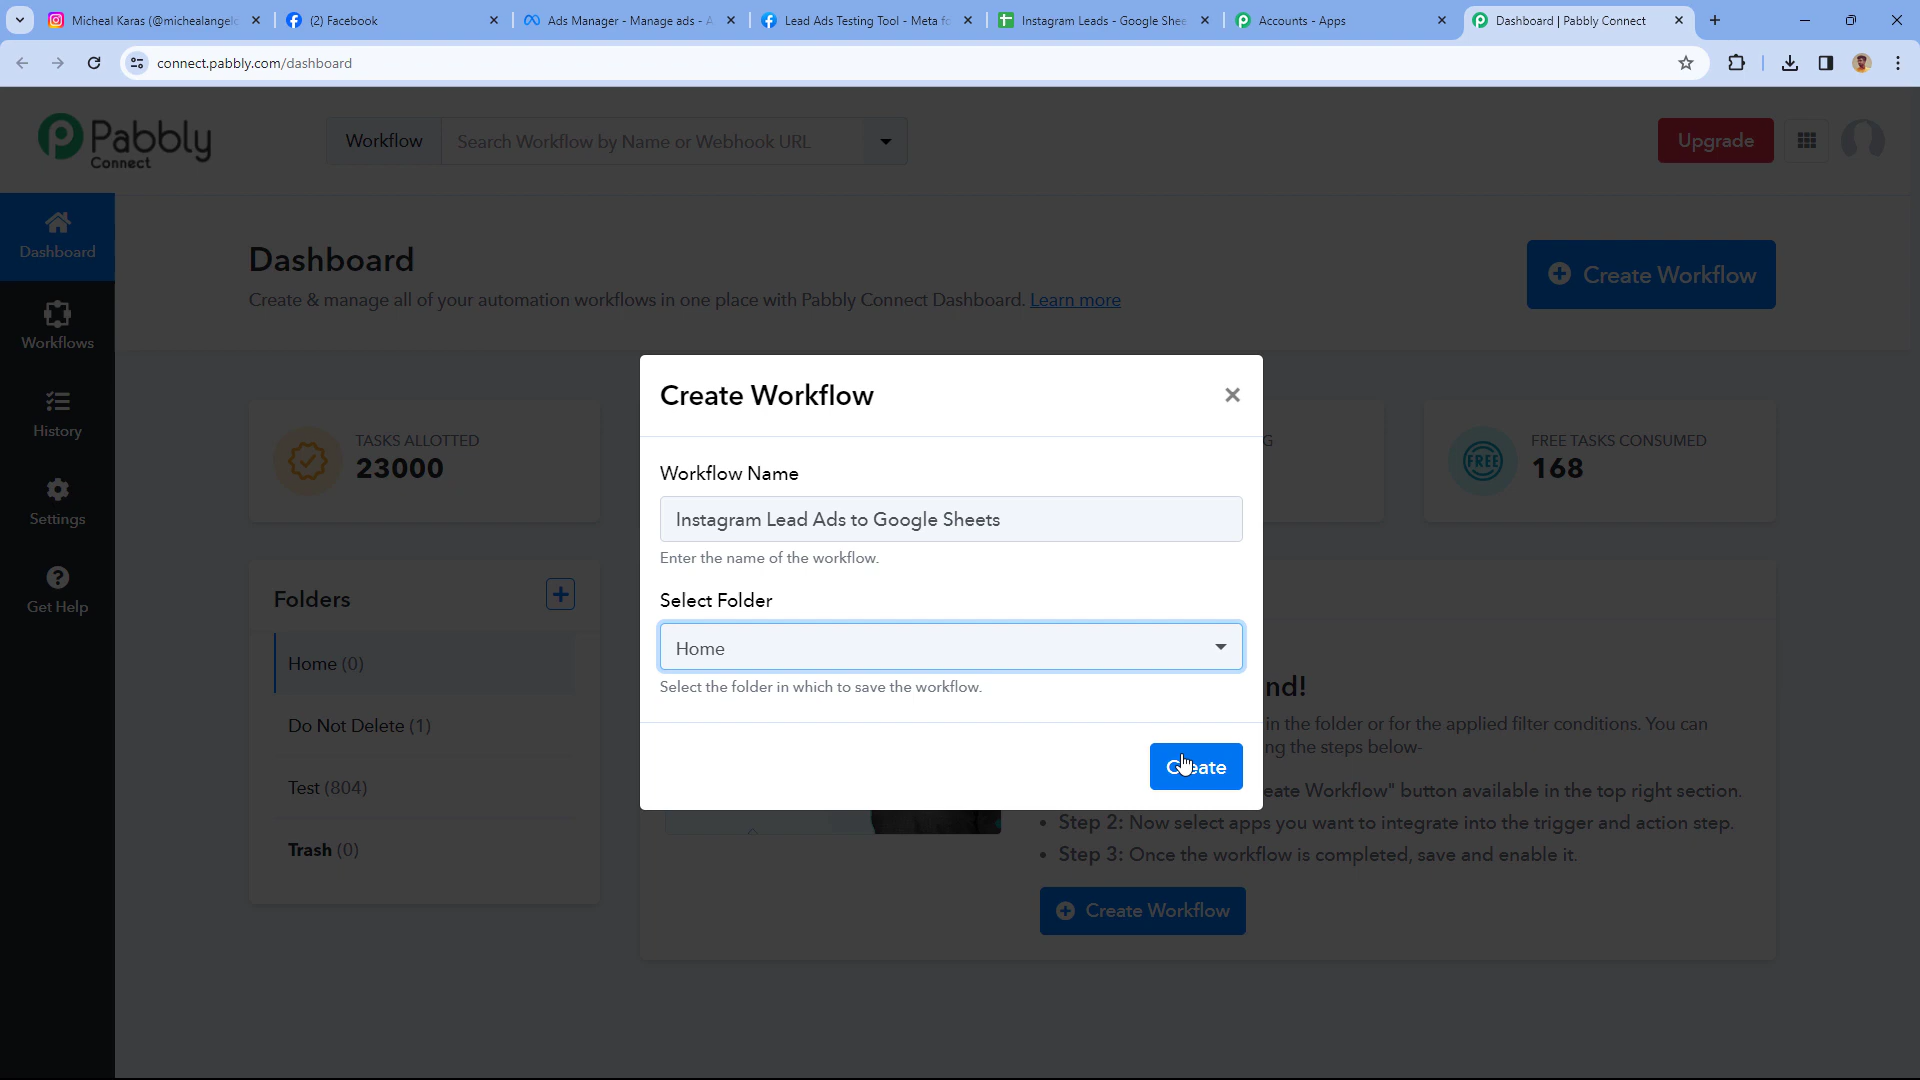 Micheal Karas (@michealangelo
(2) Facebook
Ads Manager - Manage ads - A
Lead Ads Testing Tool - Meta fo
Instagram Leads - Google Shee
Accounts - Apps
Dashboard | Pabbly Connect
connect.pabbly.com/dashboard
Pabbly
Connect
Workflow
Search Workflow by Name or Webhook URL
Upgrade
Dashboard
Workflows
History
Settings
Get Help
Dashboard
Create & manage all of your automation workflows in one place with Pabbly Connect Dashboard. Learn more
Create Workflow
TASKS ALLOTTED
23000
G
FREE
FREE TASKS CONSUMED
168
Folders
Home (0)
Do Not Delete (1)
Test (804)
Trash (0)
Create Workflow
Workflow Name
Instagram Lead Ads to Google Sheets
Enter the name of the workflow.
Select Folder
Home
Select the folder in which to save the workflow.
Create
nd!
in the folder or for the applied filter conditions. You can
ng the steps below-
eate Workflow" button available in the top right section.
• Step 2: Now select apps you want to integrate into the trigger and action step.
• Step 3: Once the workflow is completed, save and enable it.
Create Workflow